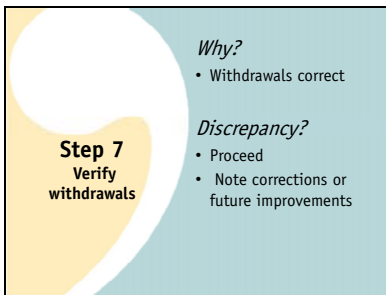 Why?
• Withdrawals correct
Discrepancy?
• Proceed
• Note corrections or
future improvements
Step 7
Verify
withdrawals